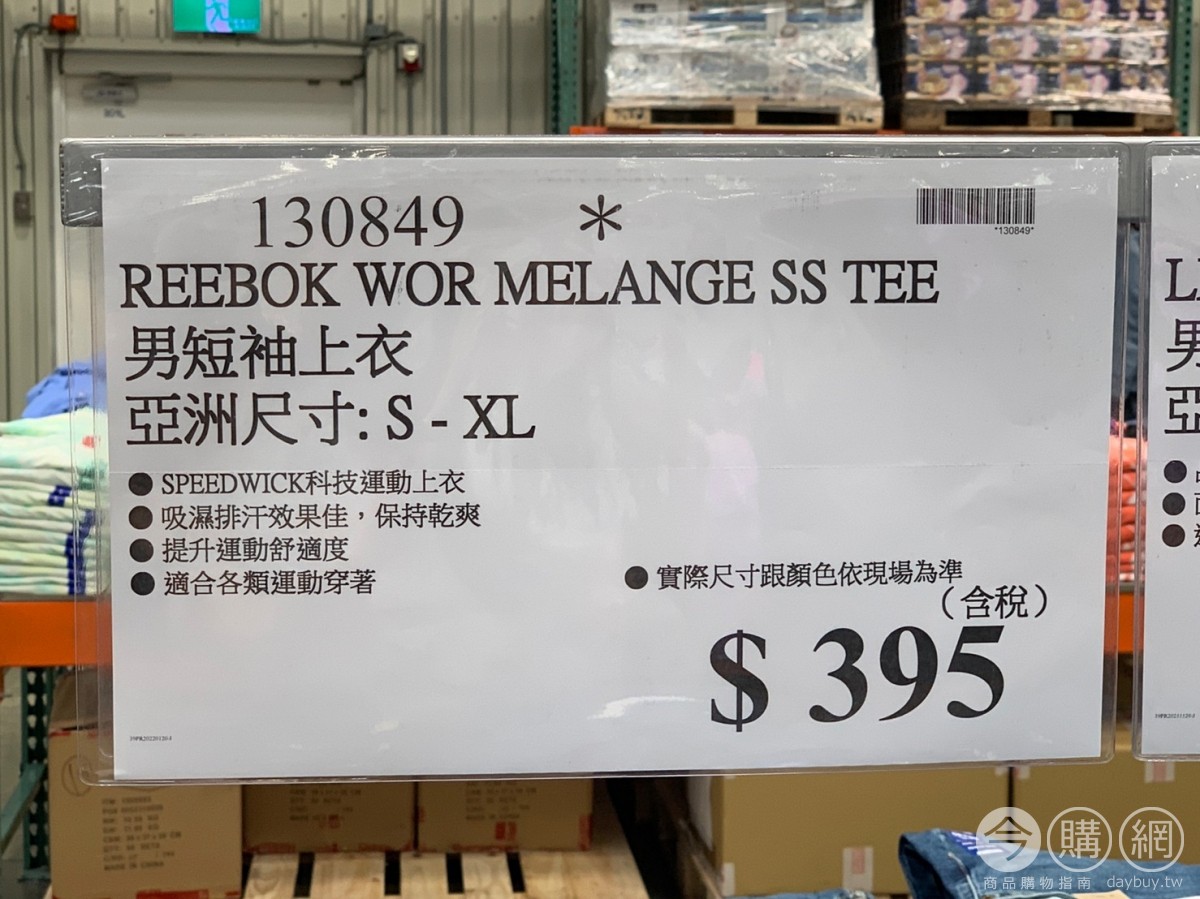 130849 *
*130849*
REEBOK WOR MELANGE SS TEE
男短袖上衣
亞洲尺寸: S - XL
● SPEEDWICK科技運動上衣
● 吸濕排汗效果佳，保持乾爽
● 提升運動舒適度
● 適合各類運動穿著
● 實際尺寸跟顏色依現場為準
（含稅）
$ 395
今購網
商品購物指南 daybuy.tw